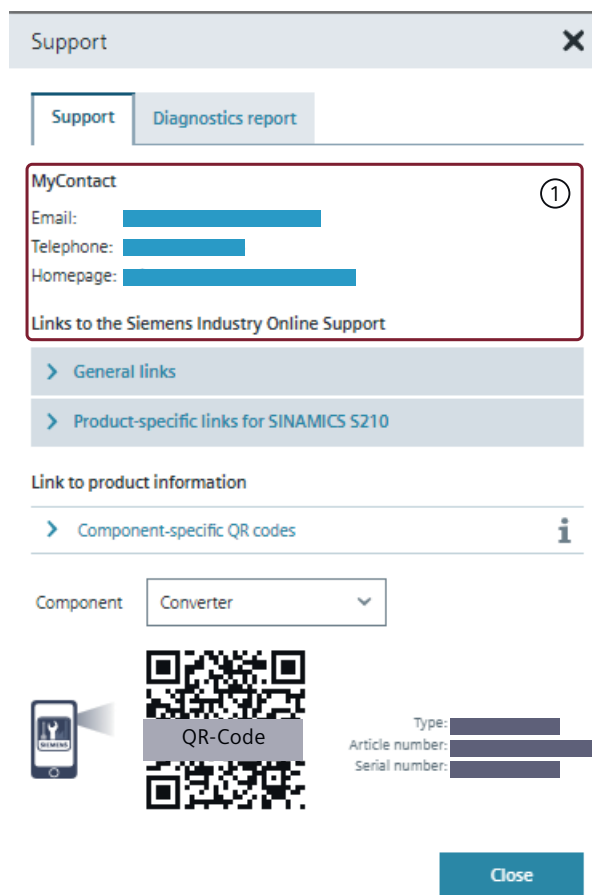 Support
Support
Diagnostics report
MyContact
1
Email:
Telephone:
Homepage:
Links to the Siemens Industry Online Support
General links
Product-specific links for SINAMICS S210
Link to product information
Component-specific QR codes
i
Component
Converter
SIEMENS
QR-Code
Type:
Article number:
Serial number:
Close